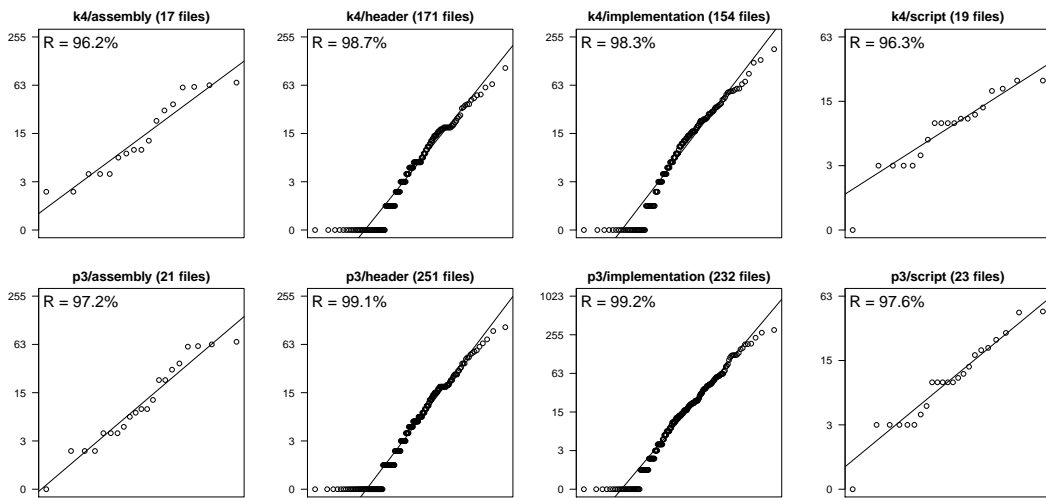 k4/assembly (17 files)
R = 96.2%
255
63
15
3
0
k4/header (171 files)
R = 98.7%
255
63
15
3
0
k4/implementation (154 files)
R = 98.3%
255
63
15
3
0
k4/script (19 files)
R = 96.3%
63
15
3
0
p3/assembly (21 files)
R = 97.2%
255
63
15
3
0
p3/header (251 files)
R = 99.1%
255
63
15
3
0
p3/implementation (232 files)
R = 99.2%
1023
255
63
15
3
0
p3/script (23 files)
R = 97.6%
63
15
3
0